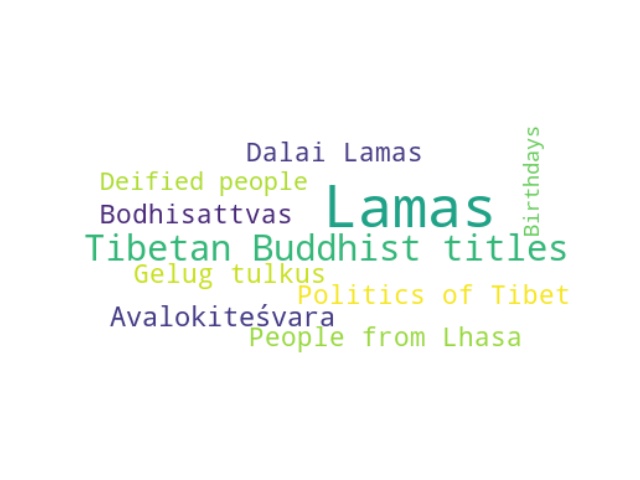 Dalai Lamas
Birthdays
Deified people
Lamas
Bodhisattvas
Tibetan Buddhist titles
Gelug tulkus
Politics of Tibet
Avalokiteśvara
People from Lhasa